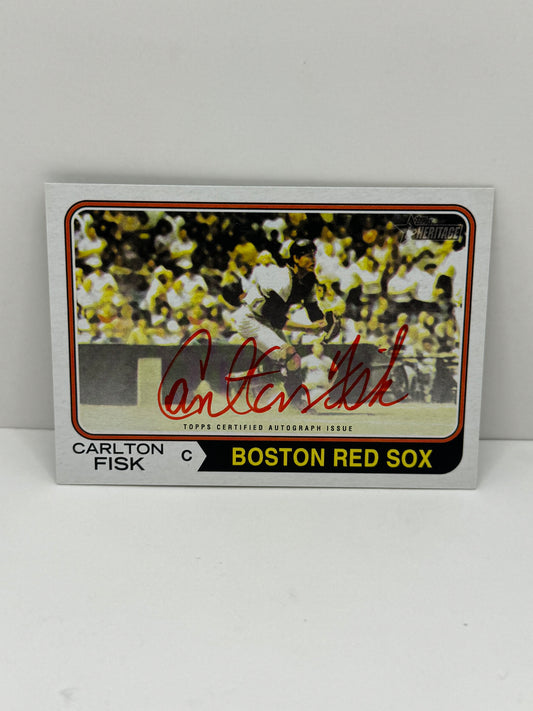 Topps
HERITAGE
Carlton Fisk
TOPPS CERTIFIED AUTOGRAPH ISSUE
CARLTON
FISK
C
BOSTON RED SOX